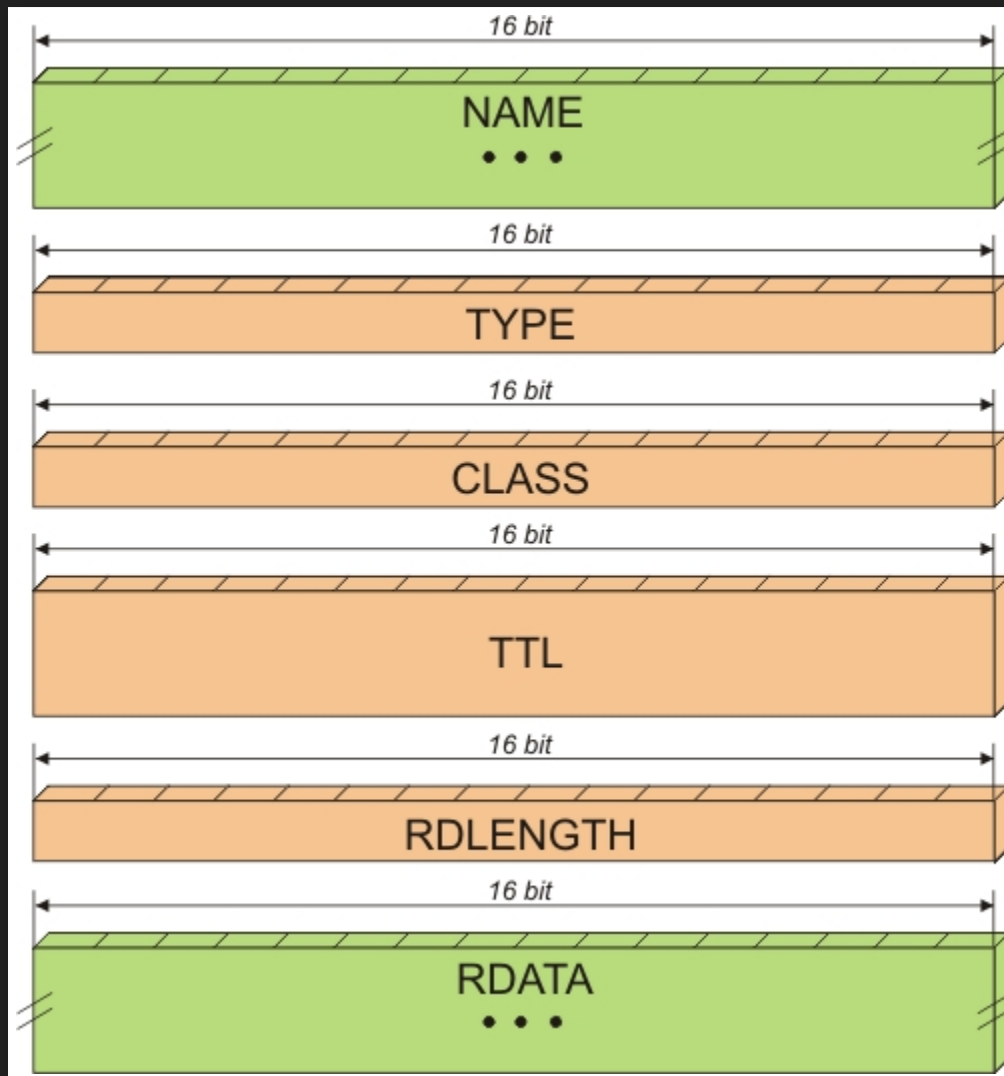 16 bit
NAME
• • •
16 bit
TYPE
16 bit
CLASS
16 bit
TTL
16 bit
RDLENGTH
16 bit
RDATA
• • •